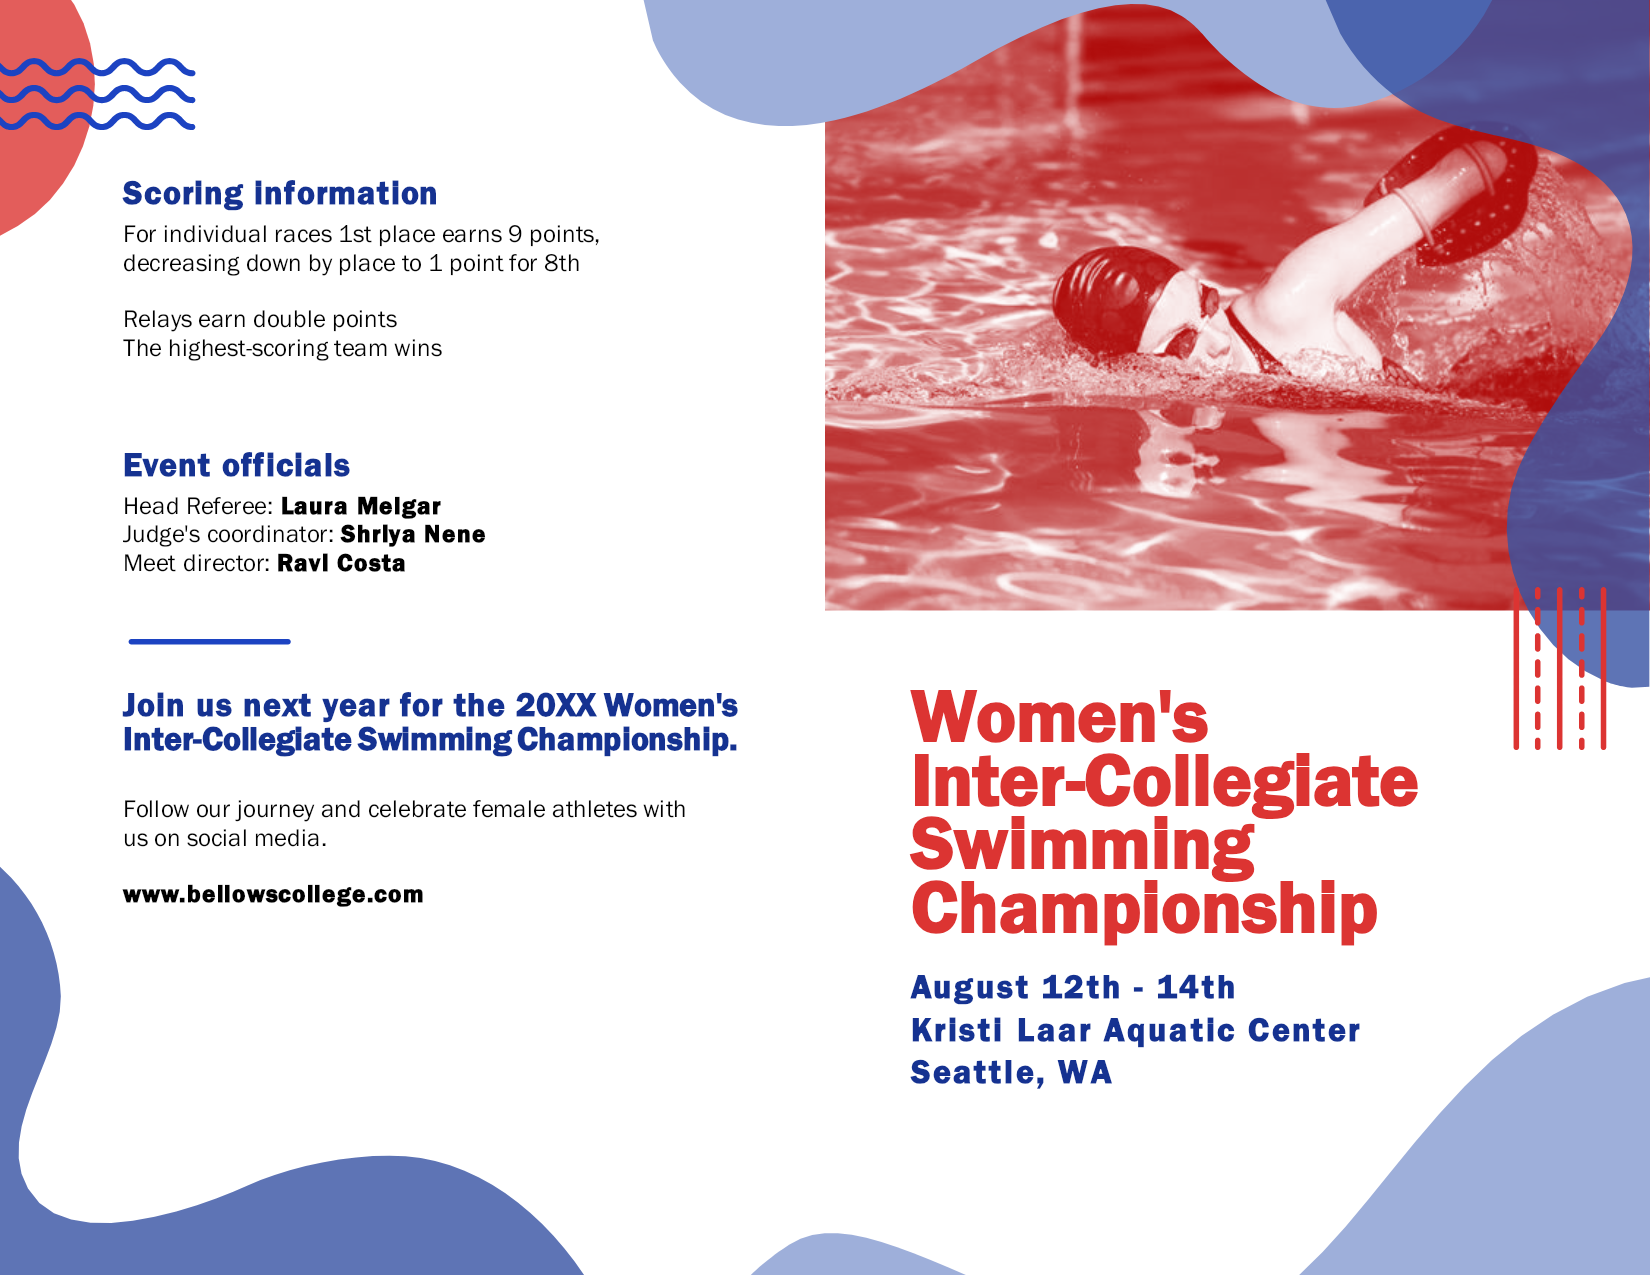 Scoring information
For individual races 1st place earns 9 points,
decreasing down by place to 1 point for 8th
Relays earn double points
The highest-scoring team wins
Event officials
Head Referee: Laura Melgar
Judge's coordinator: Shriya Nene
Meet director: Ravi Costa
Join us next year for the 20XX Women's
Inter-Collegiate Swimming Championship.
Follow our journey and celebrate female athletes with
us on social media.
www.bellowscollege.com
Women's
Inter-Collegiate
Swimming
Championship
August 12th - 14th
Kristi Laar Aquatic Center
Seattle, WA